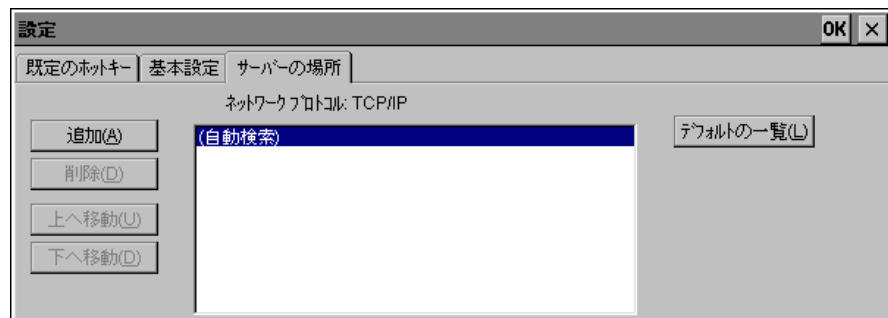 設定 OK ×
既定のホットキー 基本設定 サーバーの場所
ネットワーク プロトコル: TCP/IP
追加(A)
(自動検索)
デフォルトの一覧(L)
削除(D)
上へ移動(U)
下へ移動(D)